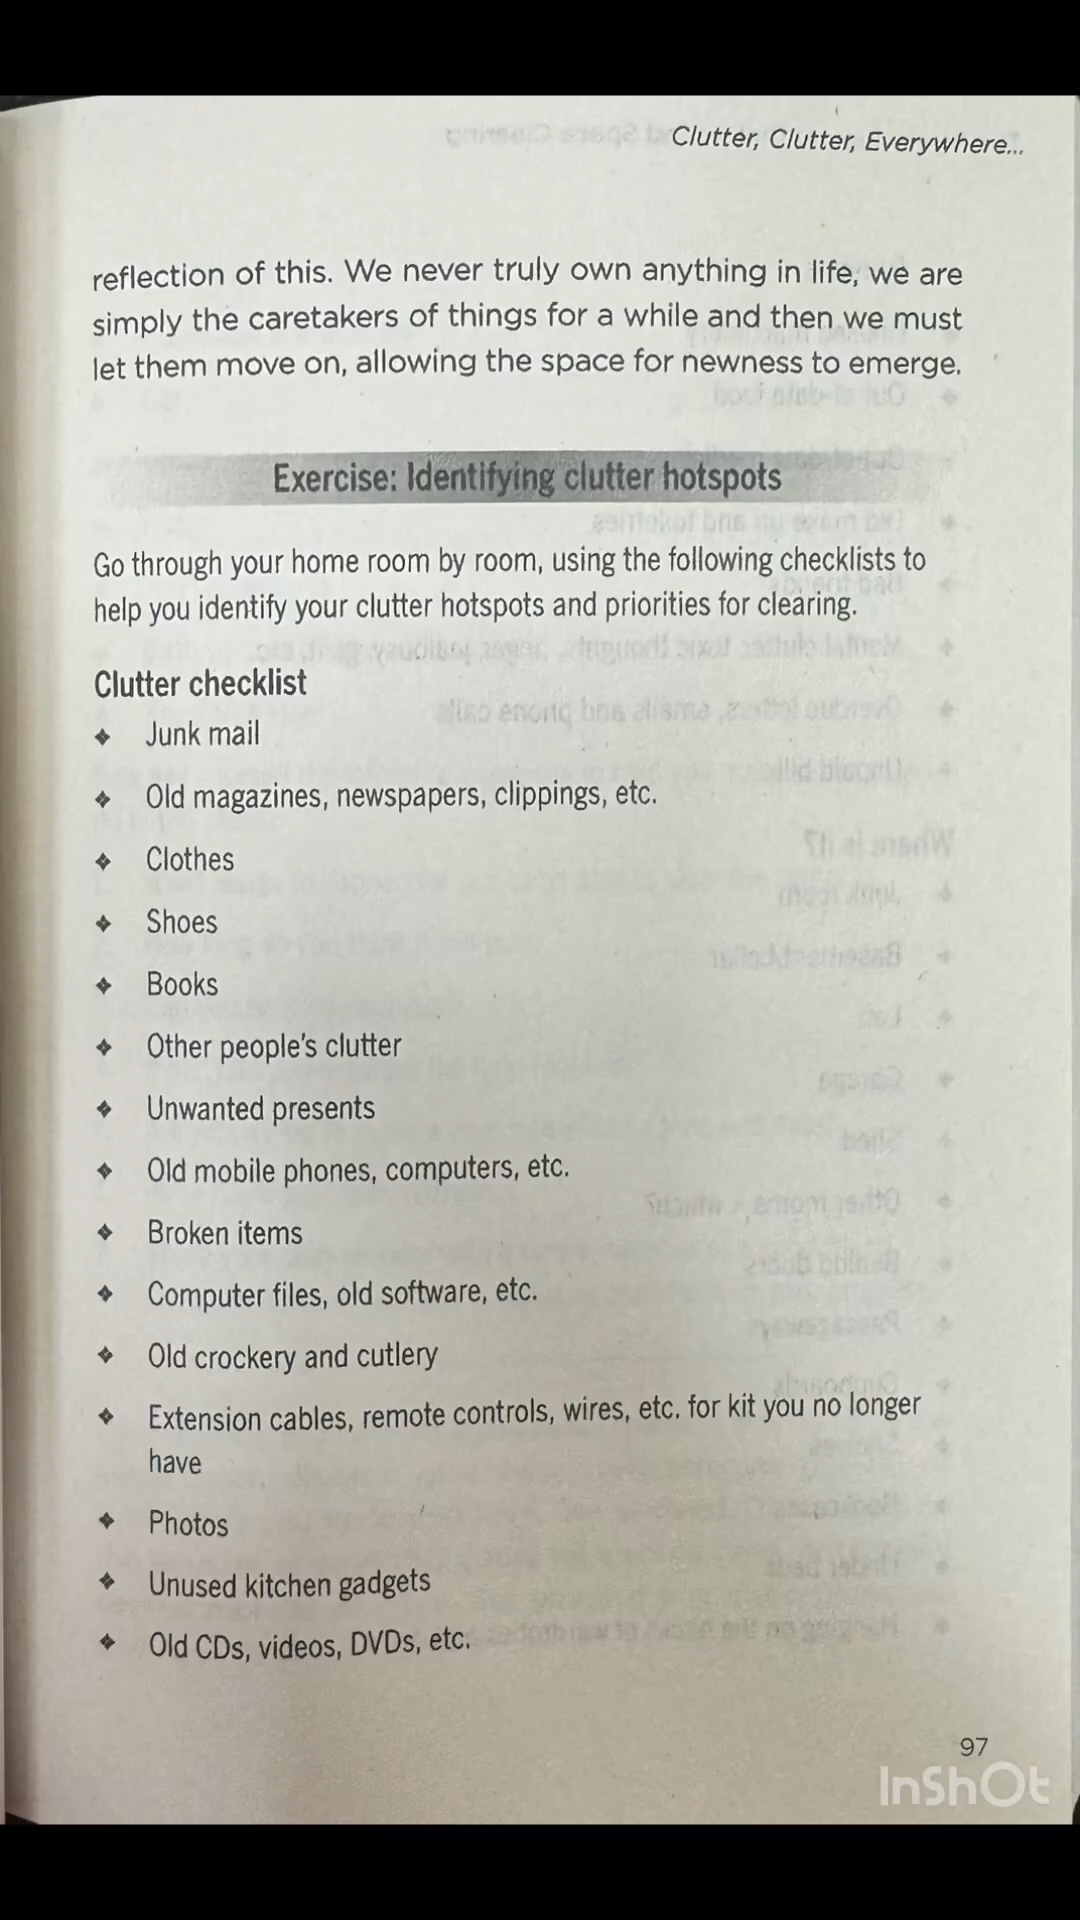 Clutter, Clutter, Everywhere...
reflection of this. We never truly own anything in life, we are
simply the caretakers of things for a while and then we must
let them move on, allowing the space for newness to emerge.
Exercise: Identifying clutter hotspots
Go through your home room by room, using the following checklists to
help you identify your clutter hotspots and priorities for clearing.
Clutter checklist
❖ Junk mail
❖ Old magazines, newspapers, clippings, etc.
❖ Clothes
❖ Shoes
❖ Books
❖ Other people's clutter
❖ Unwanted presents
❖ Old mobile phones, computers, etc.
❖ Broken items
❖ Computer files, old software, etc.
❖ Old crockery and cutlery
❖ Extension cables, remote controls, wires, etc. for kit you no longer
have
❖ Photos
❖ Unused kitchen gadgets
❖ Old CDs, videos, DVDs, etc.
97
InShOt